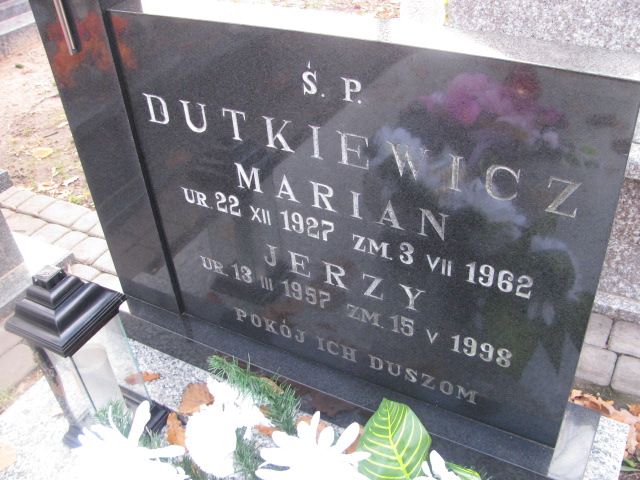 Ś. P.
DUTKIEWICZ
MARIAN
UR. 22 XII 1927 ZM. 3 VII 1962
JERZY
UR. 13 III 1957 ZM. 15 V 1998
POKÓJ ICH DUSZOM